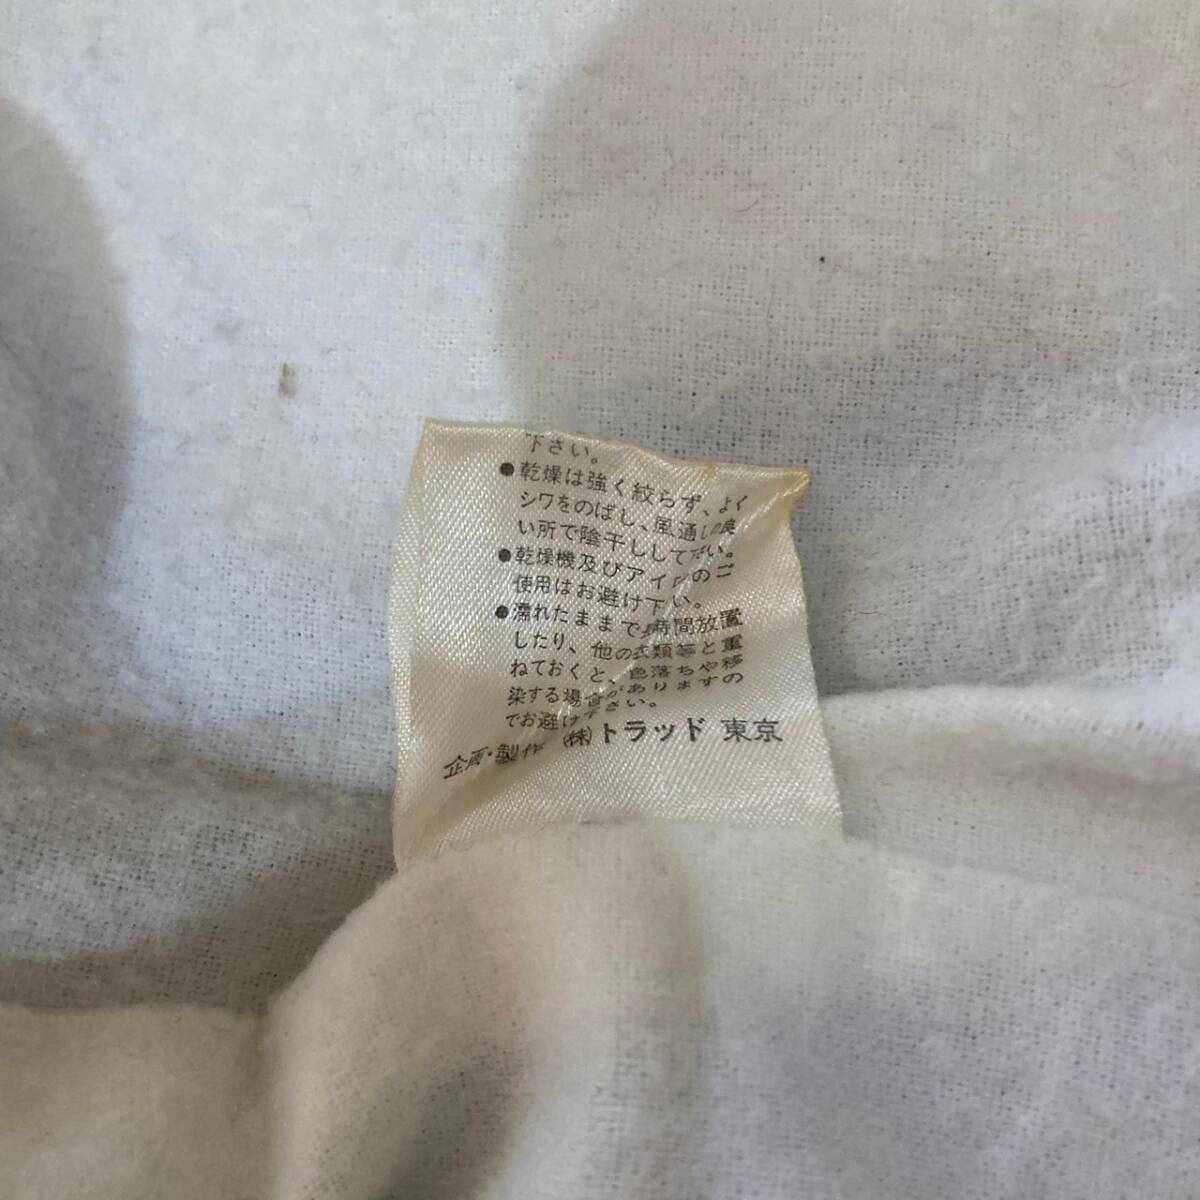 下さい。
●乾燥は強く絞らず、よく
シワをのばし、風通しの良
い所で陰干しして下さい。
●乾燥機及びアイロンのご
使用はお避け下さい。
●濡れたままで長時間放置
したり、他の衣類等と重
ねておくと、色落ちや移
染する場合がありますの
でお避け下さい。
企画・製作 ㈱トラッド 東京